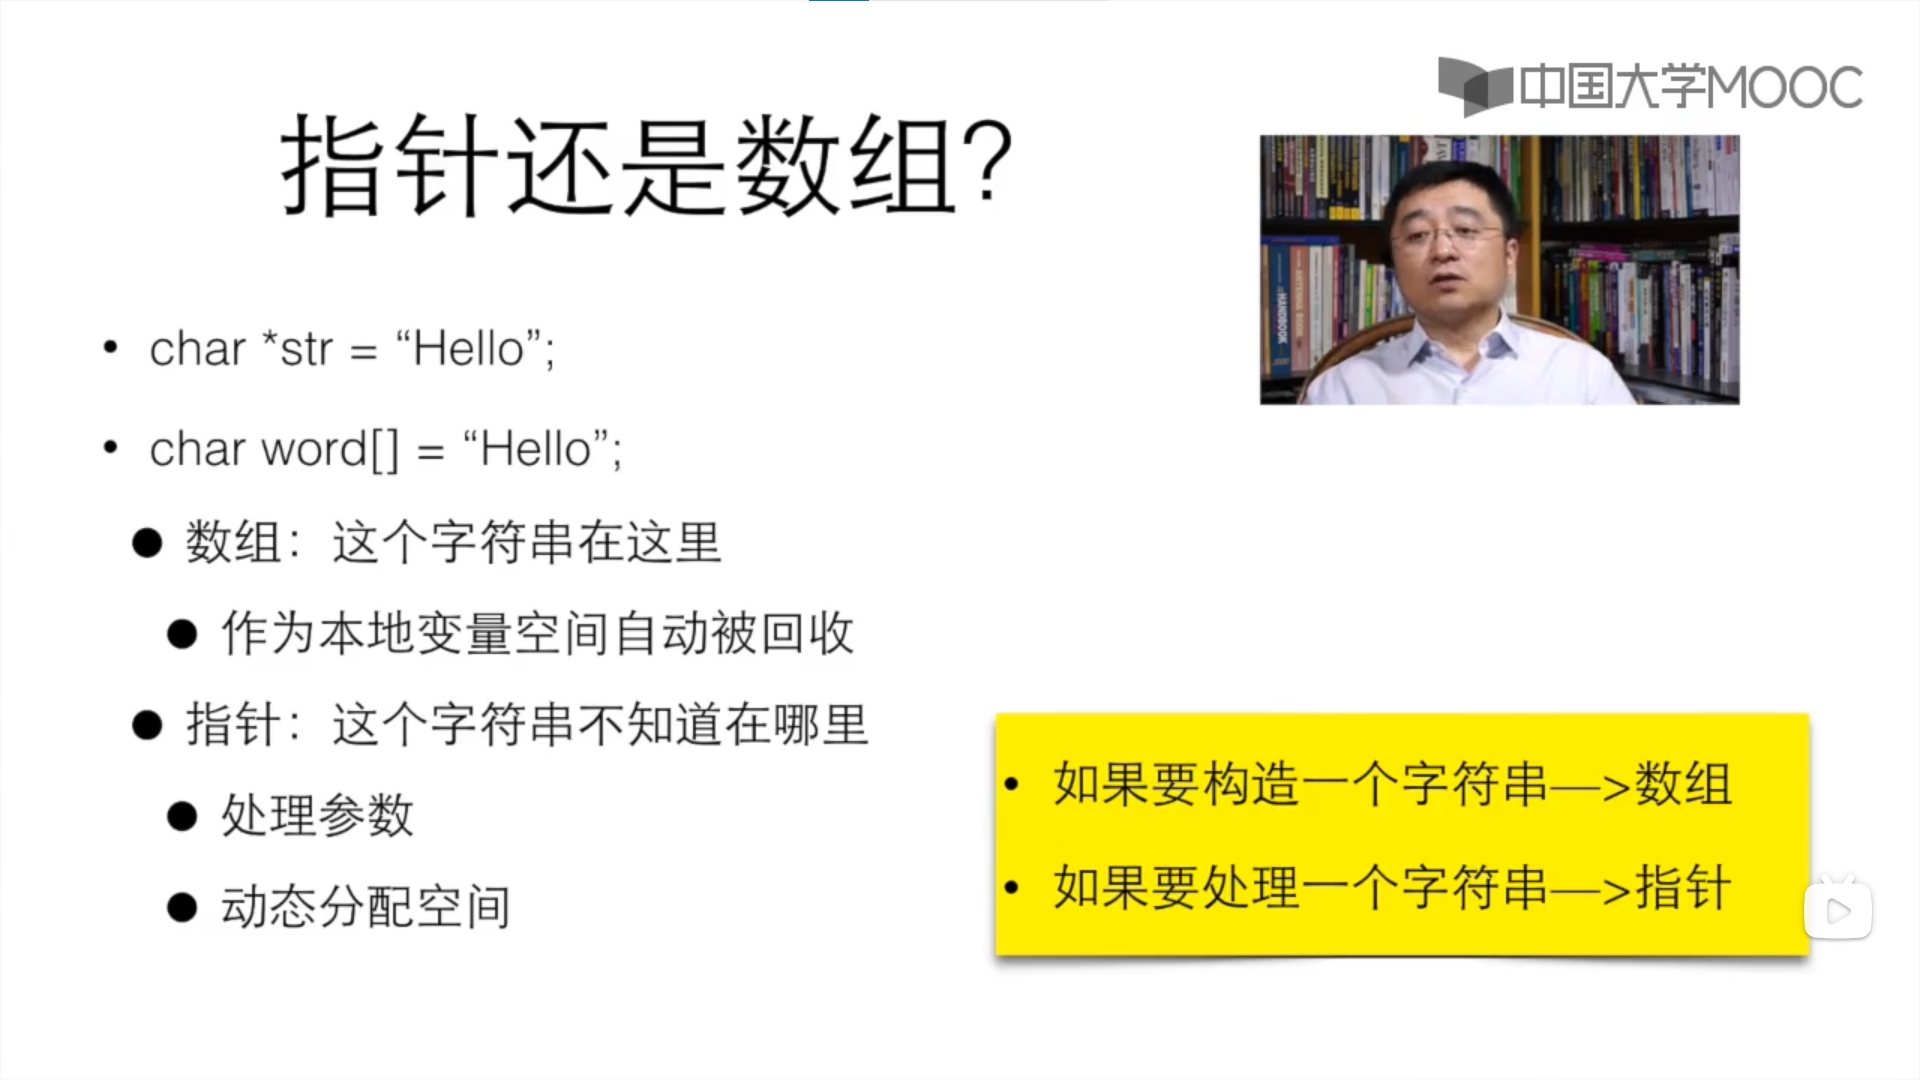 中国大学MOOC
指针还是数组?
• char *str = “Hello”;
• char word[] = “Hello”;
● 数组：这个字符串在这里
● 作为本地变量空间自动被回收
● 指针：这个字符串不知道在哪里
● 处理参数
● 动态分配空间
• 如果要构造一个字符串—>数组
• 如果要处理一个字符串—>指针
HANDBOOK